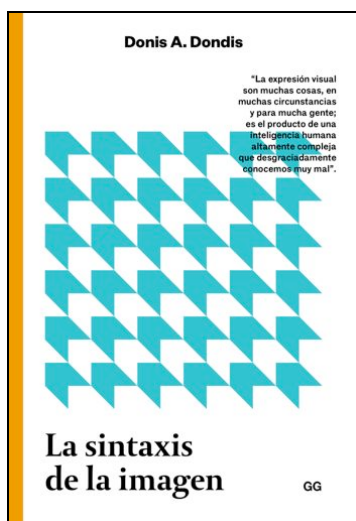 Donis A. Dondis
"La expresión visual
son muchas cosas, en
muchas circunstancias
y para mucha gente;
es el producto de una
inteligencia humana
altamente compleja
que desgraciadamente
conocemos muy mal".
La sintaxis
de la imagen
GG